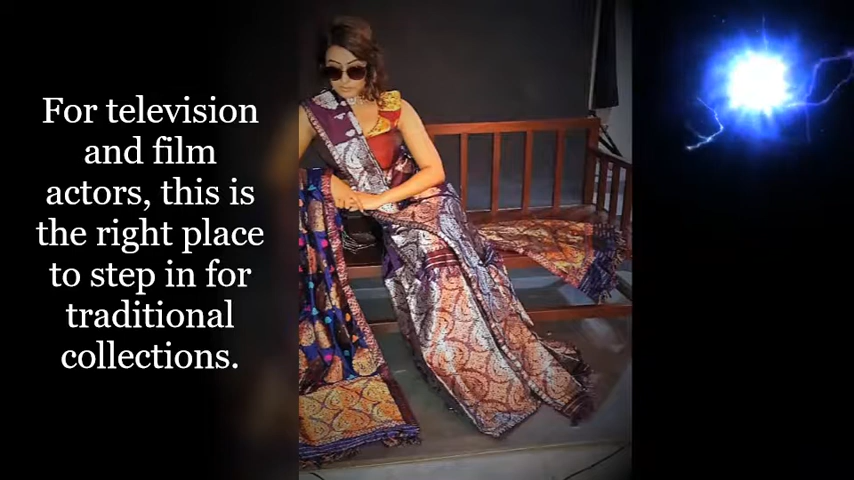 For television
and film
actors, this is
the right place
to step in for
traditional
collections.